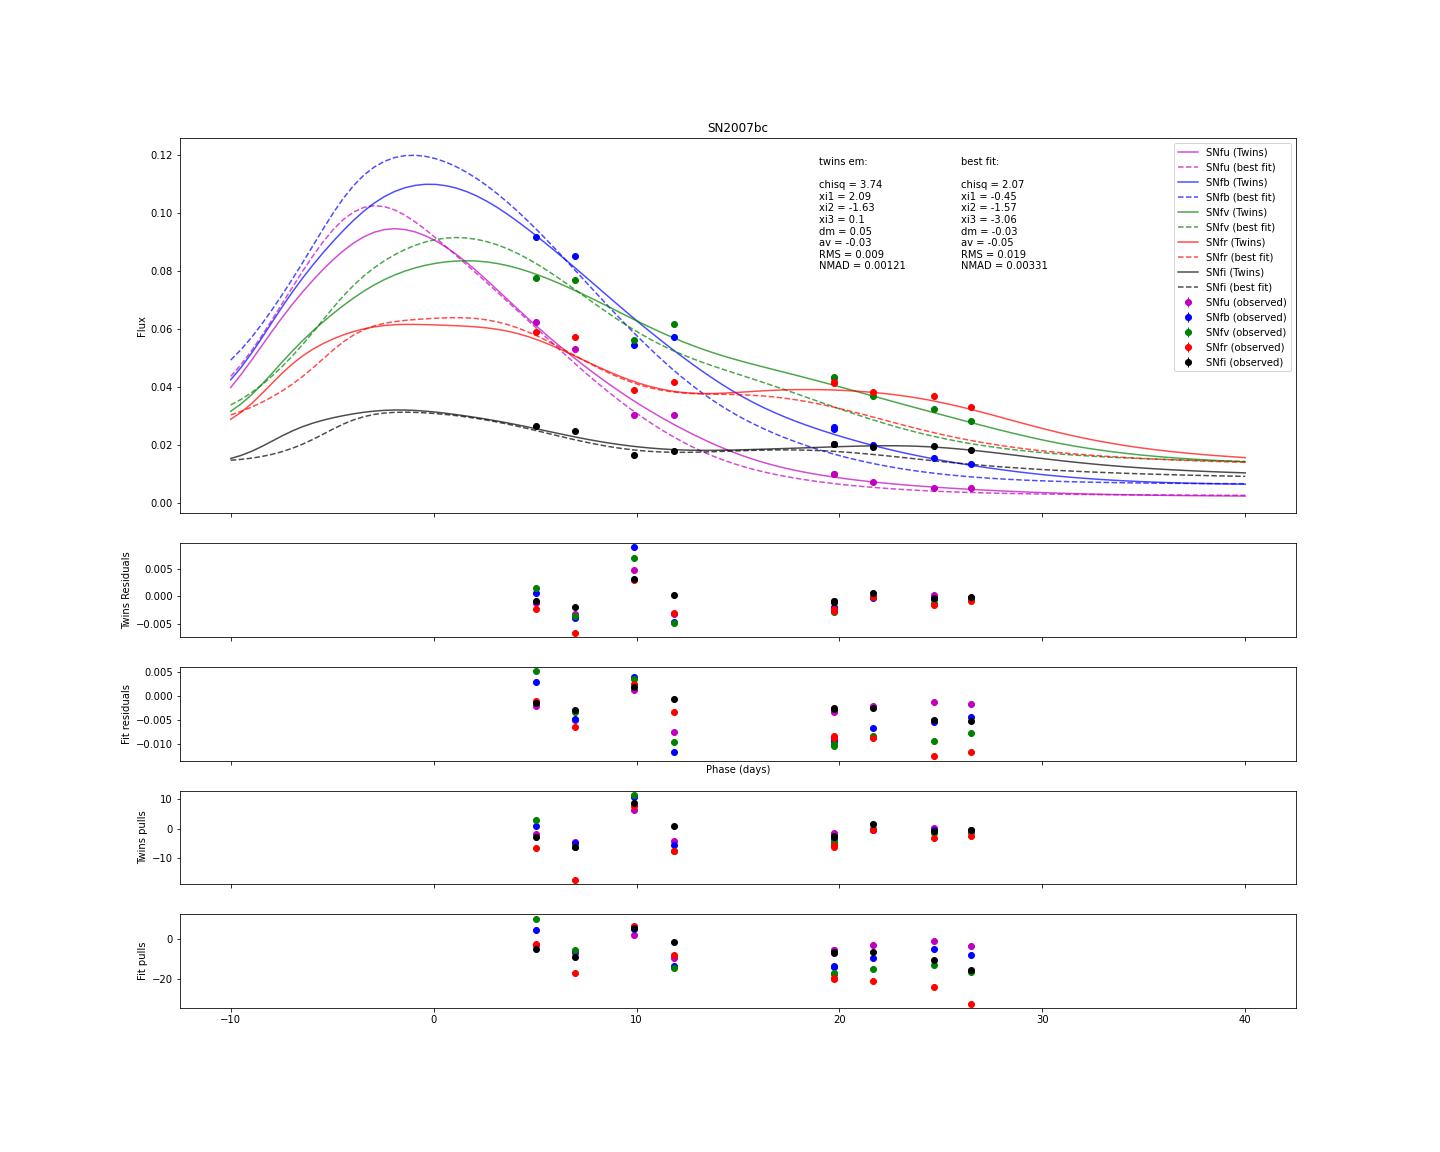 SN2007bc
Flux
0.12
0.10
0.08
0.06
0.04
0.02
0.00
twins em:
chisq = 3.74
xi1 = 2.09
xi2 = -1.63
xi3 = 0.1
dm = 0.05
av = -0.03
RMS = 0.009
NMAD = 0.00121
best fit:
chisq = 2.07
xi1 = -0.45
xi2 = -1.57
xi3 = -3.06
dm = -0.03
av = -0.05
RMS = 0.019
NMAD = 0.00331
SNfu (Twins)
SNfu (best fit)
SNfb (Twins)
SNfb (best fit)
SNfv (Twins)
SNfv (best fit)
SNfr (Twins)
SNfr (best fit)
SNfi (Twins)
SNfi (best fit)
SNfu (observed)
SNfb (observed)
SNfv (observed)
SNfr (observed)
SNfi (observed)
Twins Residuals
0.005
0.000
−0.005
Fit residuals
0.005
0.000
−0.005
−0.010
Phase (days)
Twins pulls
10
0
−10
Fit pulls
0
−20
−10
0
10
20
30
40